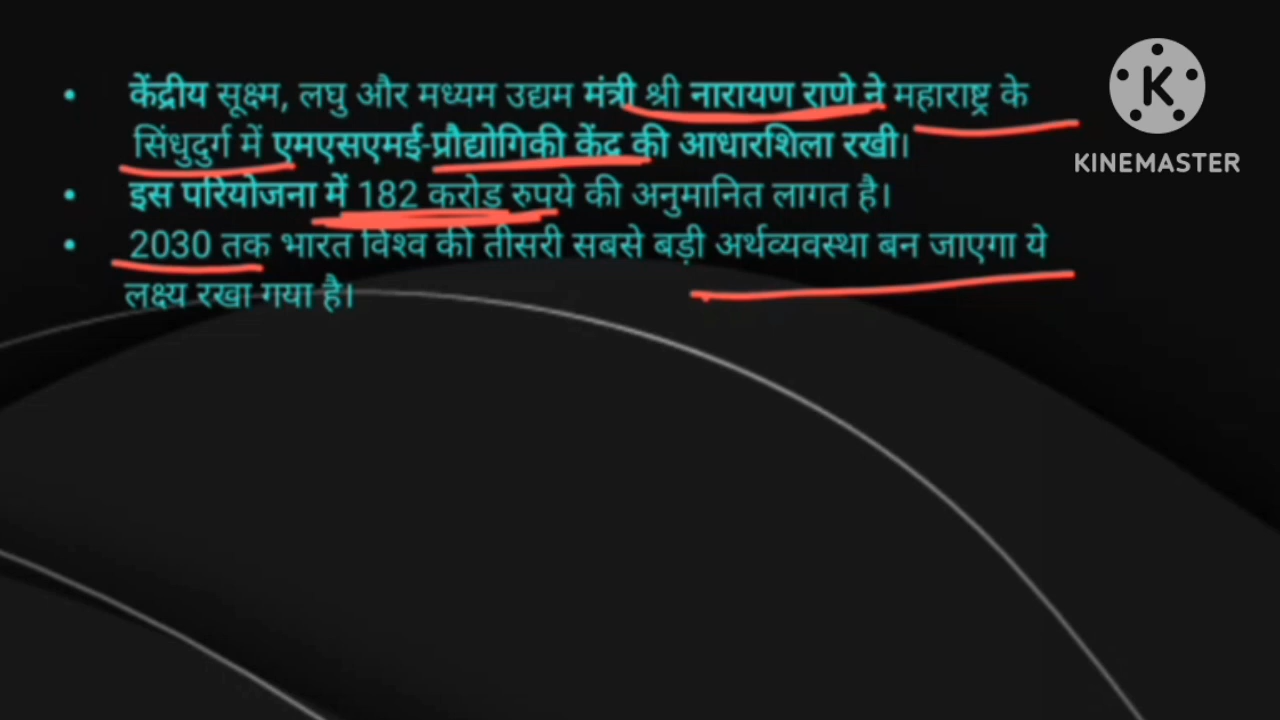 • केंद्रीय सूक्ष्म, लघु और मध्यम उद्यम मंत्री श्री नारायण राणे ने महाराष्ट्र के
सिंधुदुर्ग में एमएसएमई-प्रौद्योगिकी केंद्र की आधारशिला रखी।
• इस परियोजना में 182 करोड़ रुपये की अनुमानित लागत है।
• 2030 तक भारत विश्व की तीसरी सबसे बड़ी अर्थव्यवस्था बन जाएगा ये
लक्ष्य रखा गया है।
KINEMASTER